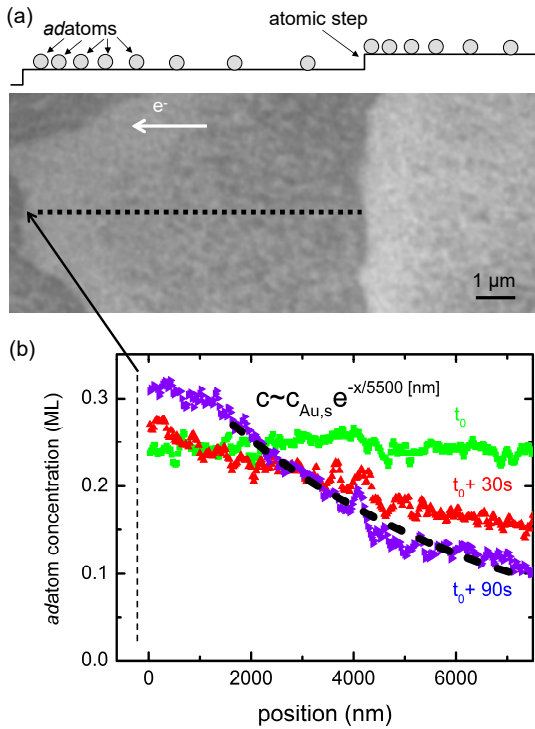 (a)
adatoms
atomic step
e-
1 µm
(b)
c~c Au,s e -x/5500 [nm]
t0
t0+ 30s
t0+ 90s
adatom concentration (ML)
0.3
0.2
0.1
0.0
0 2000 4000 6000
position (nm)